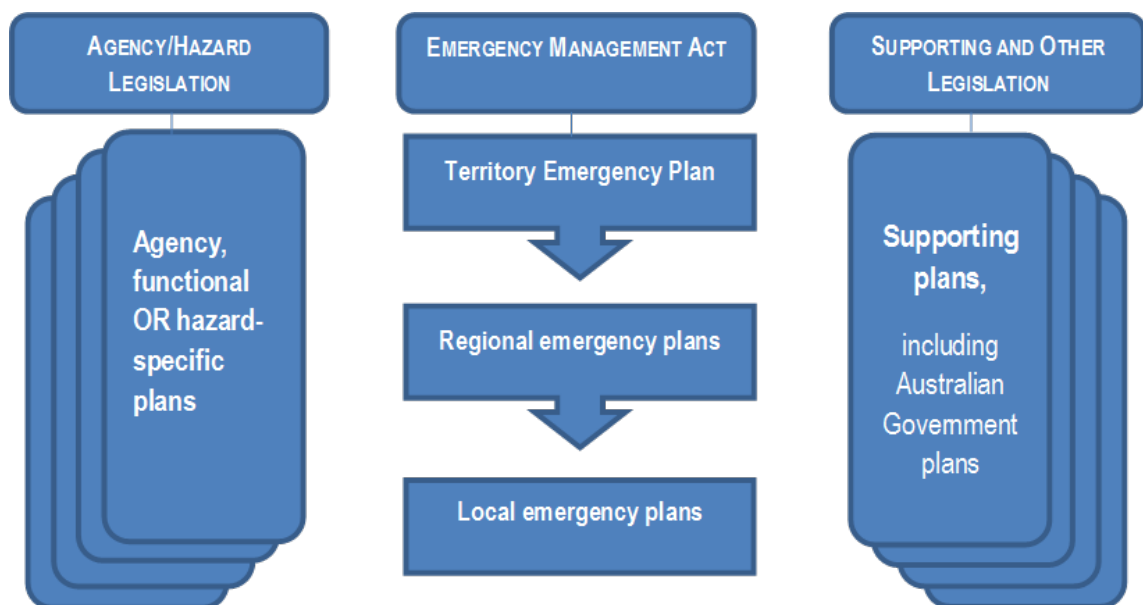 AGENCY/HAZARD
LEGISLATION
EMERGENCY MANAGEMENT ACT
SUPPORTING AND OTHER
LEGISLATION
Agency,
functional
OR hazard-
specific
plans
Territory Emergency Plan
Regional emergency plans
Local emergency plans
Supporting
plans,
including
Australian
Government
plans